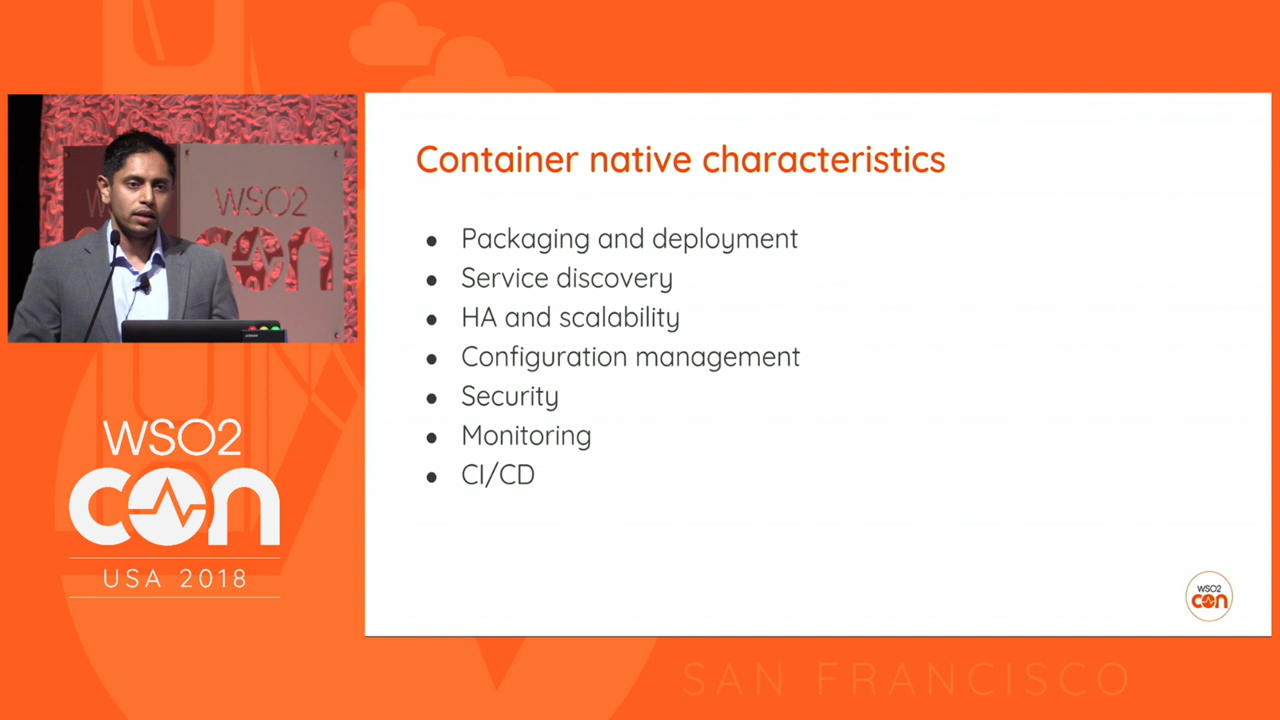 WSO2
Container native characteristics
● Packaging and deployment
● Service discovery
● HA and scalability
● Configuration management
● Security
● Monitoring
● CI/CD
WSO2
con
USA 2018
WSO2
con
SAN FRANCISCO